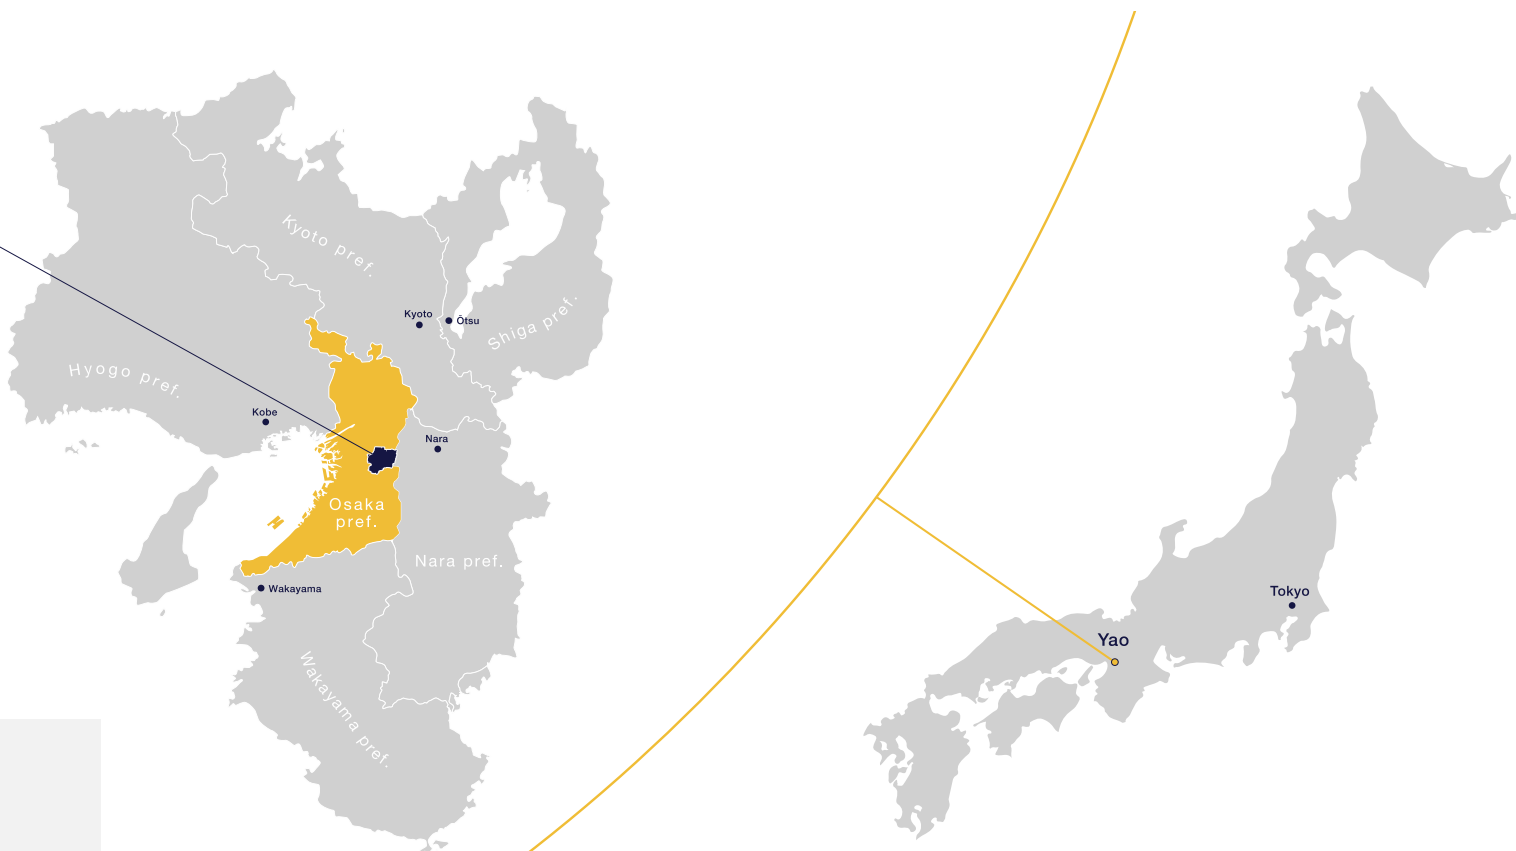 Kyoto pref.
Kyoto
Ōtsu
Shiga pref.
Hyogo pref.
Kobe
Nara
Osaka
pref.
Nara pref.
Wakayama
Wakayama pref.
Tokyo
Yao